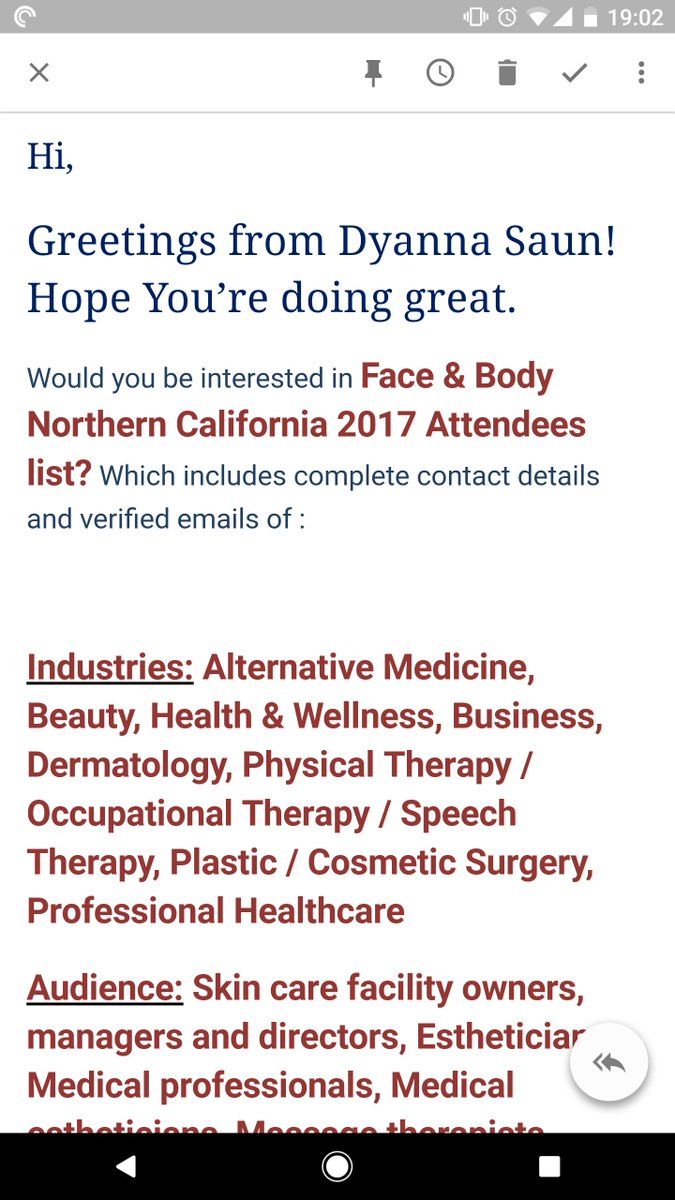 19:02
Hi,
Greetings from Dyanna Saun!
Hope You’re doing great.
Would you be interested in Face & Body
Northern California 2017 Attendees
list? Which includes complete contact details
and verified emails of :
Industries: Alternative Medicine,
Beauty, Health & Wellness, Business,
Dermatology, Physical Therapy /
Occupational Therapy / Speech
Therapy, Plastic / Cosmetic Surgery,
Professional Healthcare
Audience: Skin care facility owners,
managers and directors,
Medical professionals, Medical
estheticians, Massage therapists